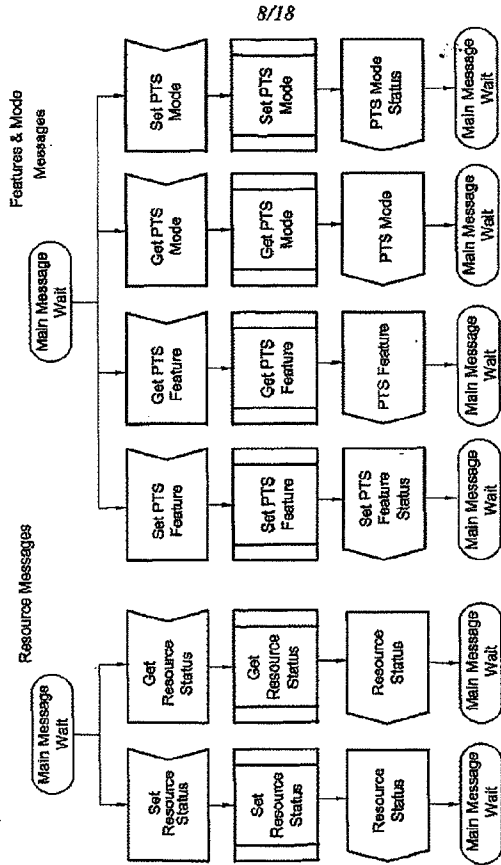 8/18
Resource Messages
Main Message
Wait
Set
Resource
Status
Get
Resource
Status
Set
Resource
Status
Get
Resource
Status
Resource
Status
Resource
Status
Main Message
Wait
Main Message
Wait
Features & Mode
Messages
Main Message
Wait
Set PTS
Feature
Get PTS
Feature
Get PTS
Mode
Set PTS
Mode
Set PTS
Feature
Get PTS
Feature
Get PTS
Mode
Set PTS
Mode
Set PTS
Feature
Status
PTS Feature
PTS Mode
PTS Mode
Status
Main Message
Wait
Main Message
Wait
Main Message
Wait
Main Message
Wait